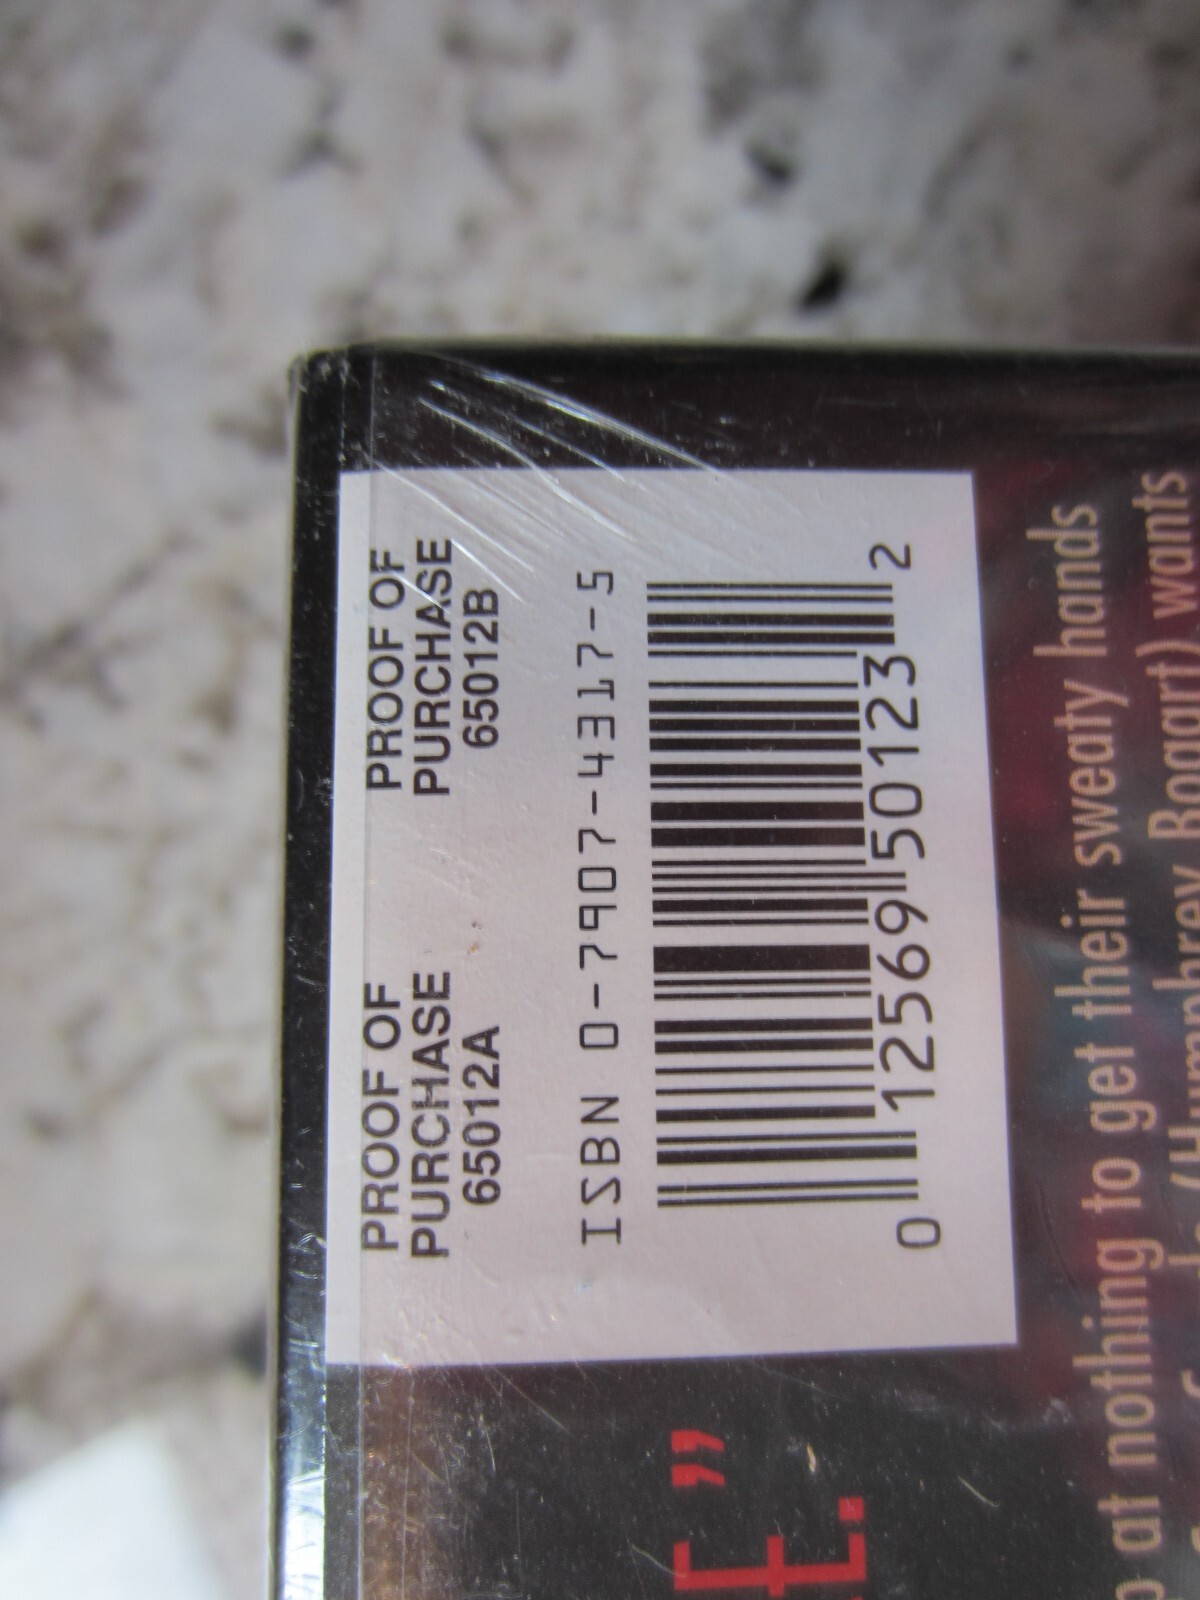 PROOF OF
PURCHASE
65012A
PROOF OF
PURCHASE
65012B
ISBN 0-7907-4317-5
0 12569 50123 2
at nothing to get their sweaty hands
(Humphrey Bogart) wants
.”